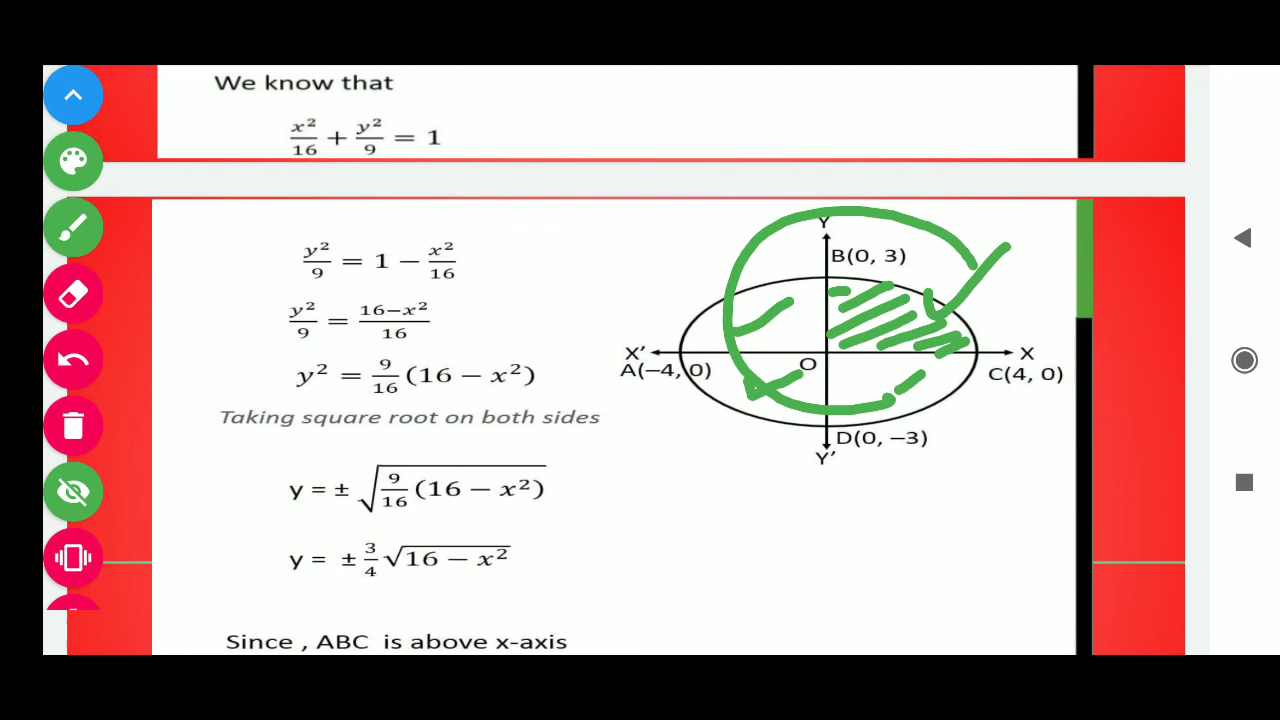 We know that
x²/16 + y²/9 = 1
y²/9 = 1 − x²/16
y²/9 = 16−x²/16
y² = 9/16 (16 − x²)
Taking square root on both sides
y = ± √9/16 (16 − x²)
y = ± 3/4 √16 − x²
Since , ABC is above x-axis
Y
B(0, 3)
X’
O
X
A(−4, 0)
C(4, 0)
D(0, −3)
Y’